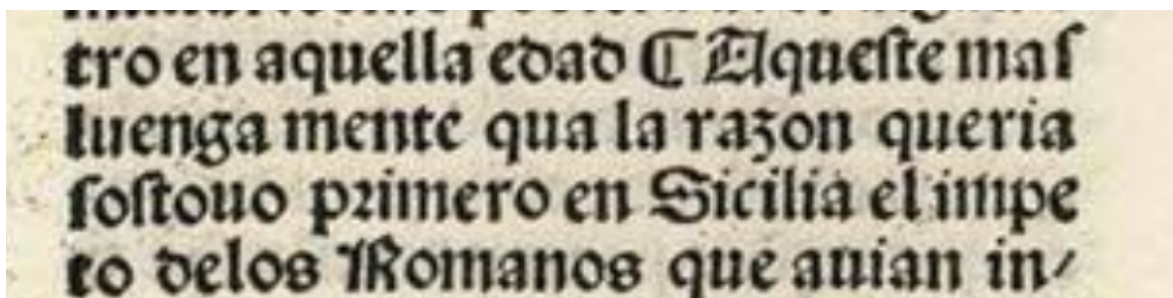 tro en aquella edad ¶ Aqueſte maſ
luenga mente qua la razon queria
ſoſtouo primero en Sicilia el impe
to delos Romanos que auian in/